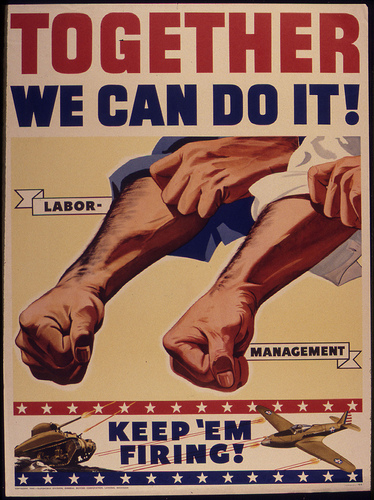 TOGETHER
WE CAN DO IT!
LABOR-
MANAGEMENT
KEEP 'EM
FIRING!